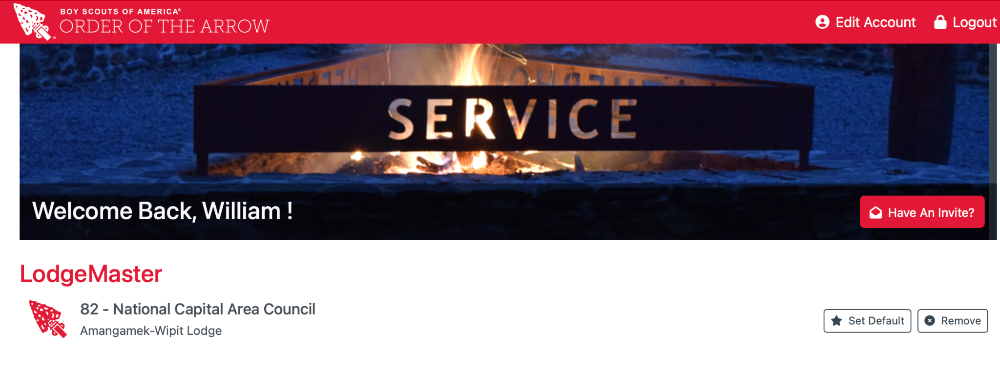 BOY SCOUTS OF AMERICA®
ORDER OF THE ARROW™
Edit Account
Logout
SERVICE
Welcome Back, William !
Have An Invite?
LodgeMaster
82 - National Capital Area Council
Amangamek-Wipit Lodge
Set Default
Remove